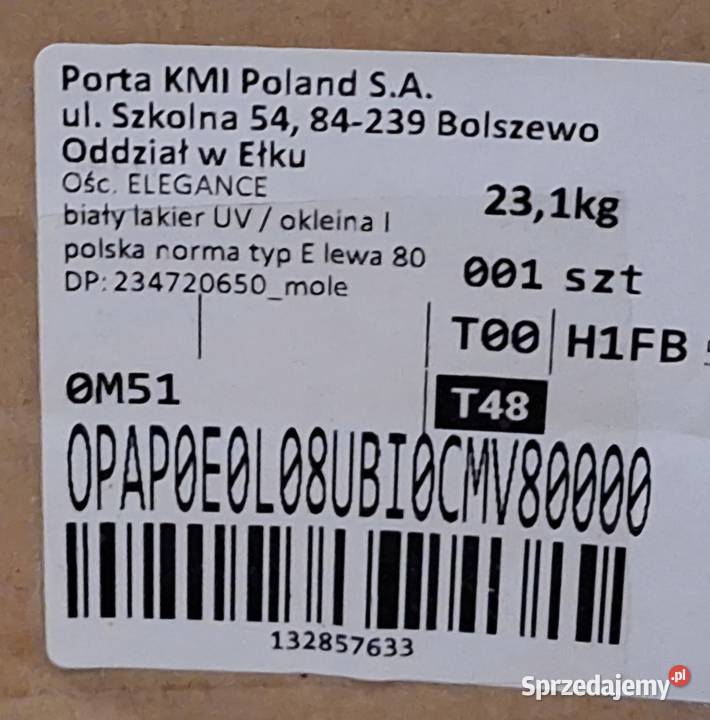 Porta KMI Poland S.A.
ul. Szkolna 54, 84-239 Bolszewo
Oddział w Ełku
Ośc. ELEGANCE
23,1kg
biały lakier UV / okleina I
polska norma typ E lewa 80
001 szt
DP: 234720650_mole
T00 H1FB
0M51
T48
OPAP0E0L08UBI0CMV80000
132857633
Sprzedajemy.pl